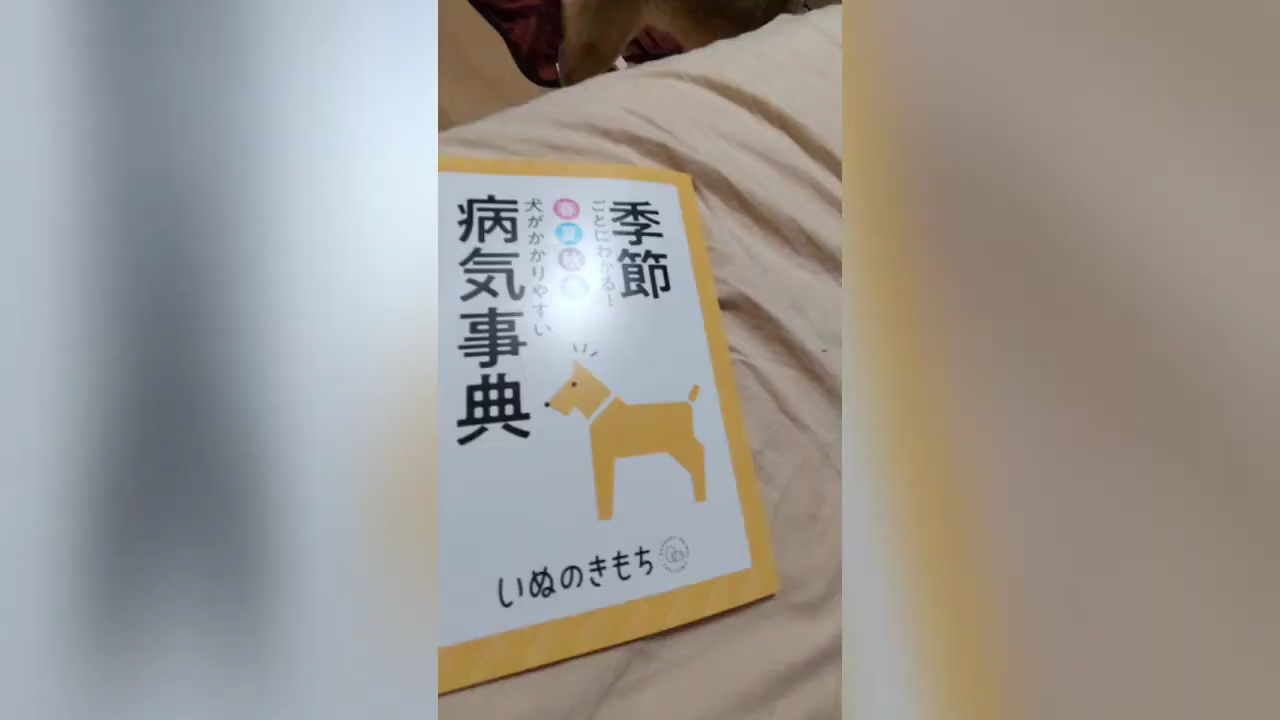 季節
ごとにわかる!
春夏秋
犬がかかりやすい
病気事典
いぬのきもち